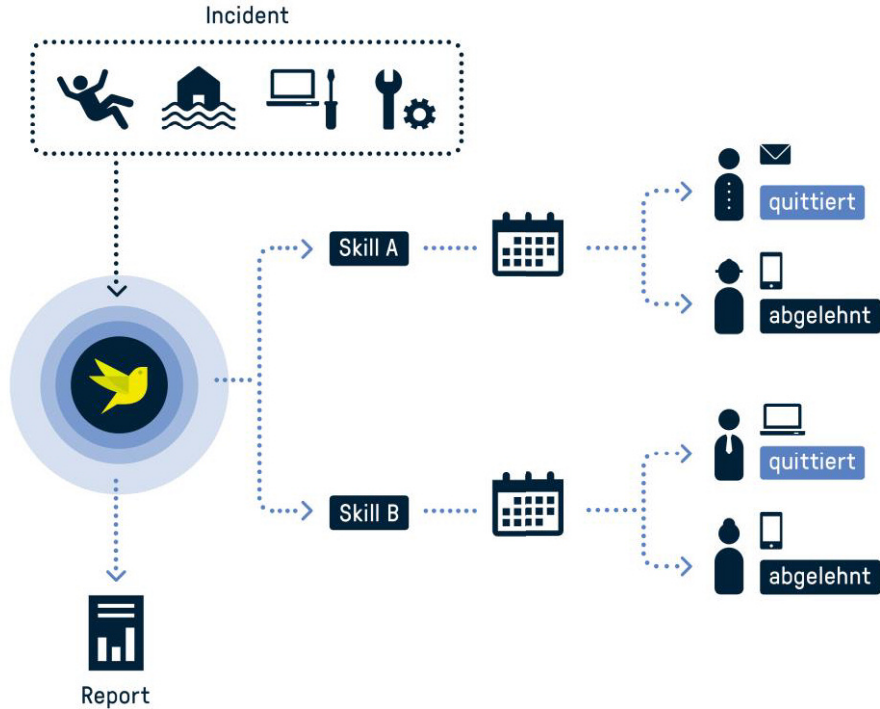 Incident
Skill A
quittiert
abgelehnt
Skill B
quittiert
abgelehnt
Report